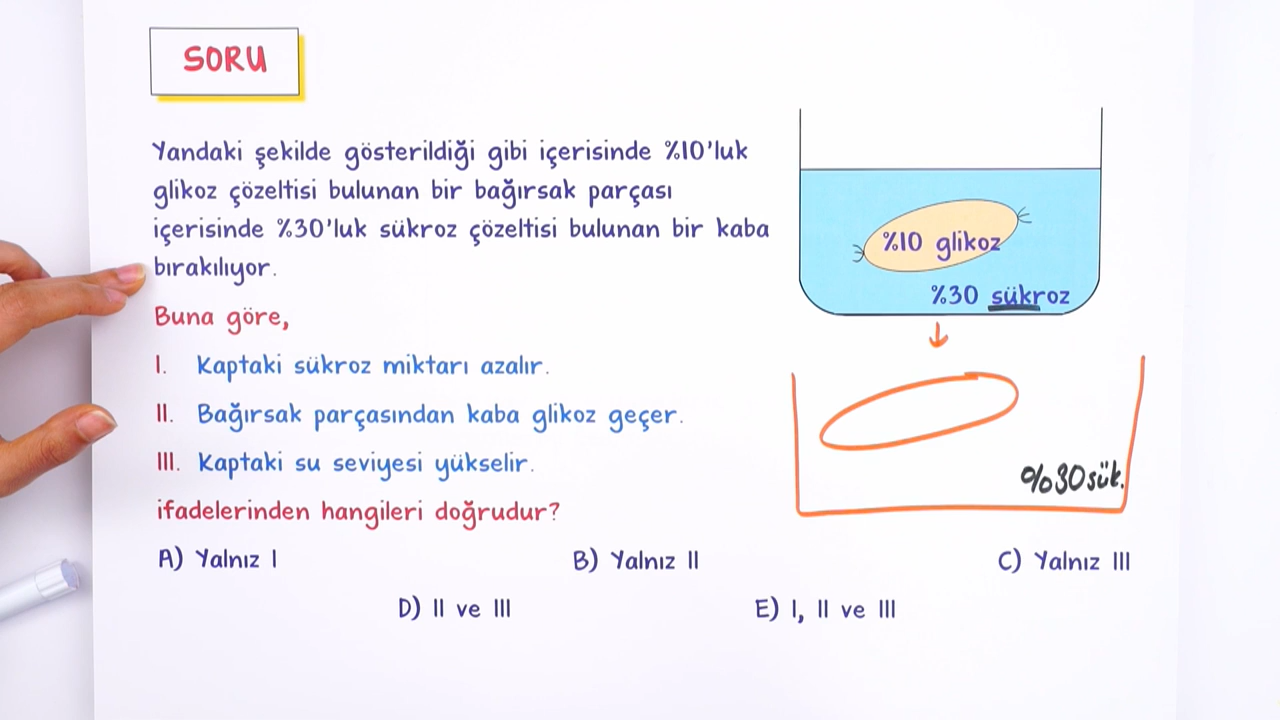 SORU
Yandaki şekilde gösterildiği gibi içerisinde %10'luk
glikoz çözeltisi bulunan bir bağırsak parçası
içerisinde %30'luk sükroz çözeltisi bulunan bir kaba
bırakılıyor.
Buna göre,
I. Kaptaki sükroz miktarı azalır.
II. Bağırsak parçasından kaba glikoz geçer.
III. Kaptaki su seviyesi yükselir.
ifadelerinden hangileri doğrudur?
A) Yalnız I
B) Yalnız II
C) Yalnız III
D) II ve III
E) I, II ve III
%10 glikoz
%30 sükroz
%30 sük.